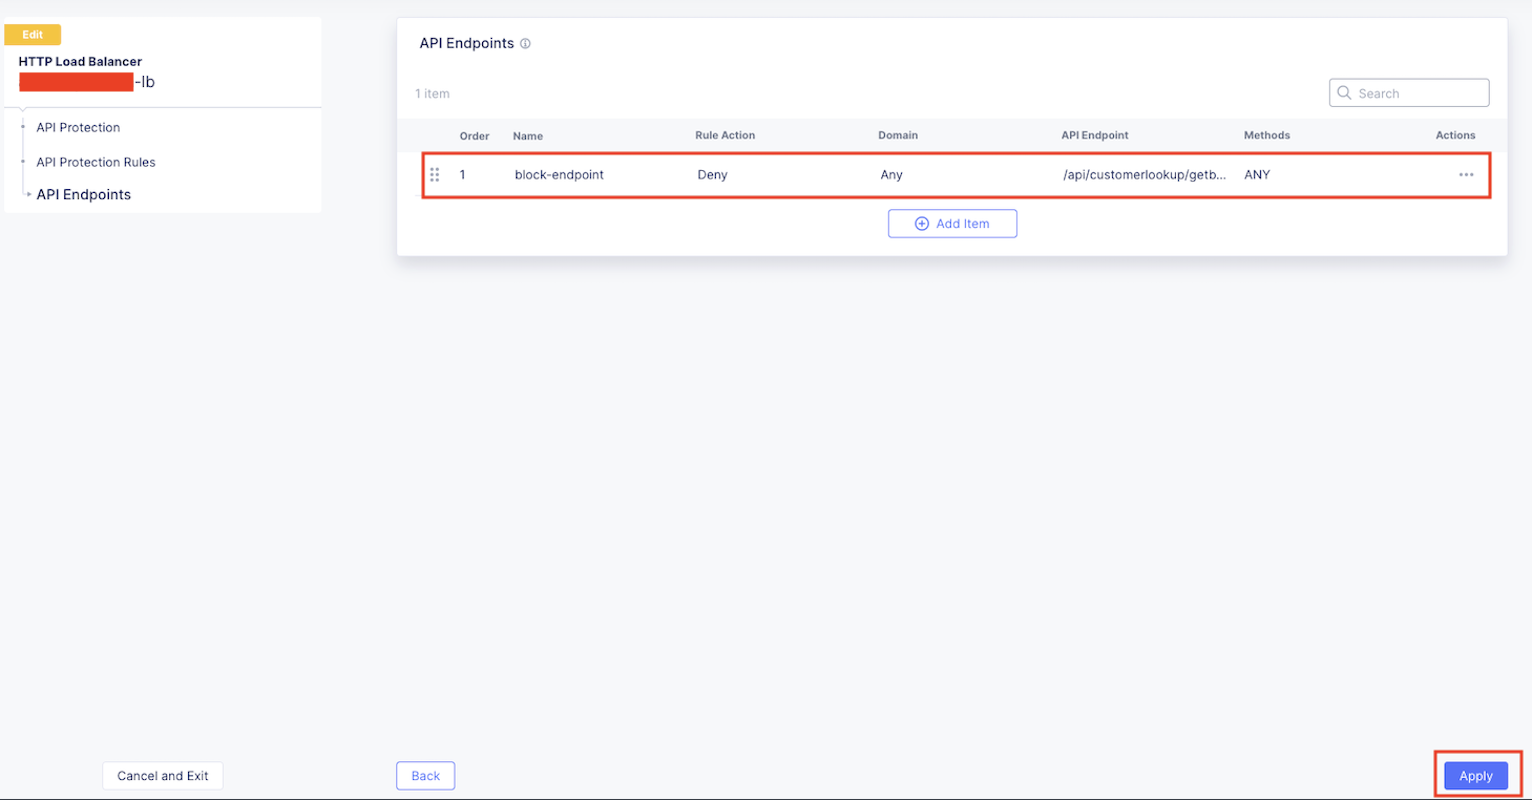 Edit
HTTP Load Balancer
-lb
API Protection
API Protection Rules
API Endpoints
API Endpoints
1 item
Search
Order Name Rule Action Domain API Endpoint Methods Actions
1 block-endpoint Deny Any /api/customerlookup/getb... ANY
Add Item
Cancel and Exit Back Apply